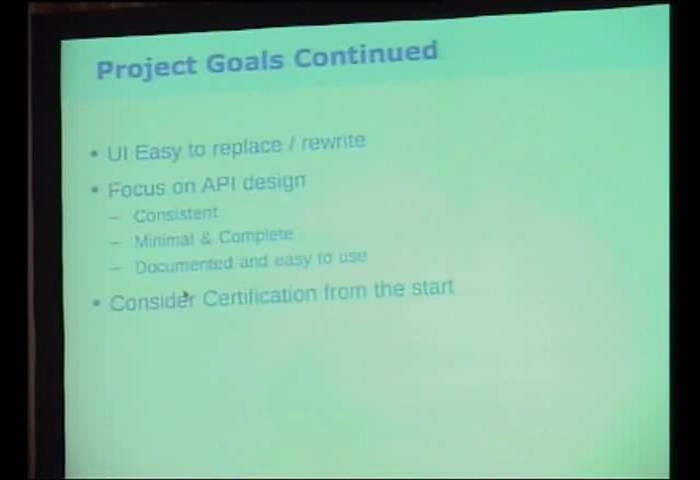 Project Goals Continued
• UI Easy to replace / rewrite
• Focus on API design
– Consistent
– Minimal & Complete
– Documented and easy to use
• Consider Certification from the start